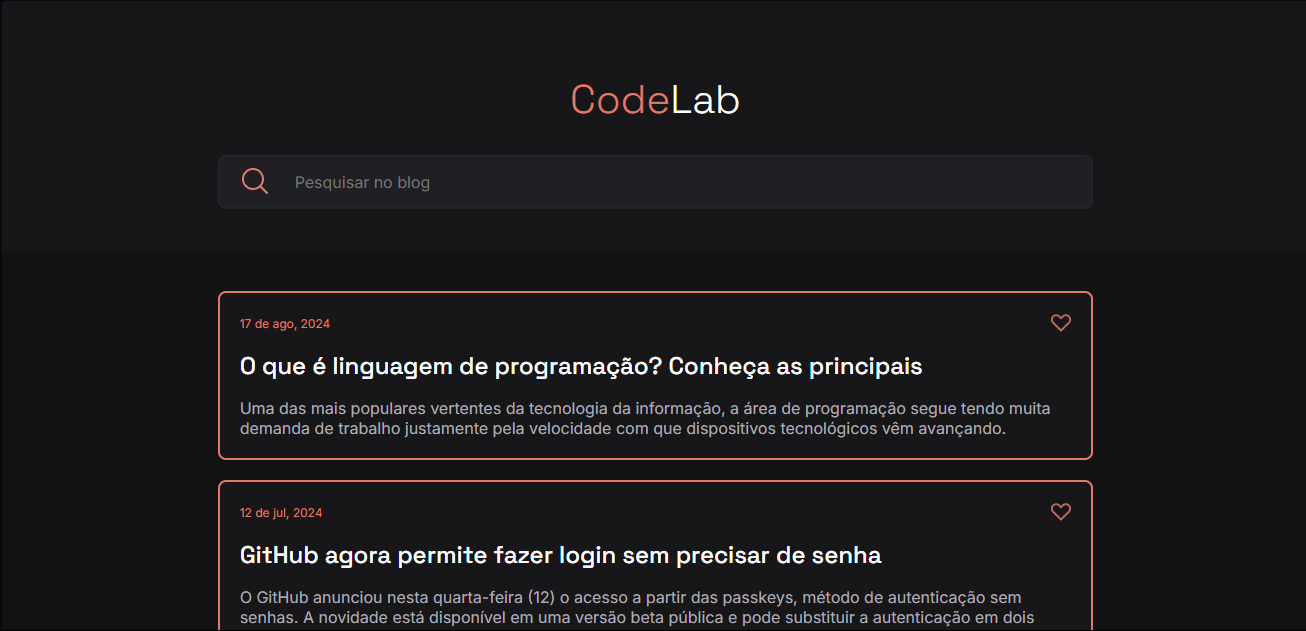 CodeLab
Pesquisar no blog
17 de ago, 2024
O que é linguagem de programação? Conheça as principais
Uma das mais populares vertentes da tecnologia da informação, a área de programação segue tendo muita
demanda de trabalho justamente pela velocidade com que dispositivos tecnológicos vêm avançando.
12 de jul, 2024
GitHub agora permite fazer login sem precisar de senha
O GitHub anunciou nesta quarta-feira (12) o acesso a partir das passkeys, método de autenticação sem
senhas. A novidade está disponível em uma versão beta pública e pode substituir a autenticação em dois